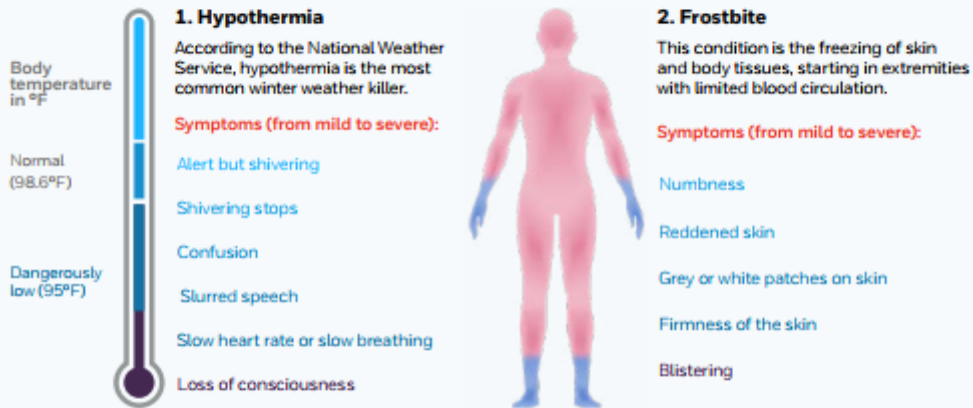 Body
temperature
in ºF
Normal
(98.6ºF)
Dangerously
low (95ºF)
1. Hypothermia
According to the National Weather
Service, hypothermia is the most
common winter weather killer.
Symptoms (from mild to severe):
Alert but shivering
Shivering stops
Confusion
Slurred speech
Slow heart rate or slow breathing
Loss of consciousness
2. Frostbite
This condition is the freezing of skin
and body tissues, starting in extremities
with limited blood circulation.
Symptoms (from mild to severe):
Numbness
Reddened skin
Grey or white patches on skin
Firmness of the skin
Blistering